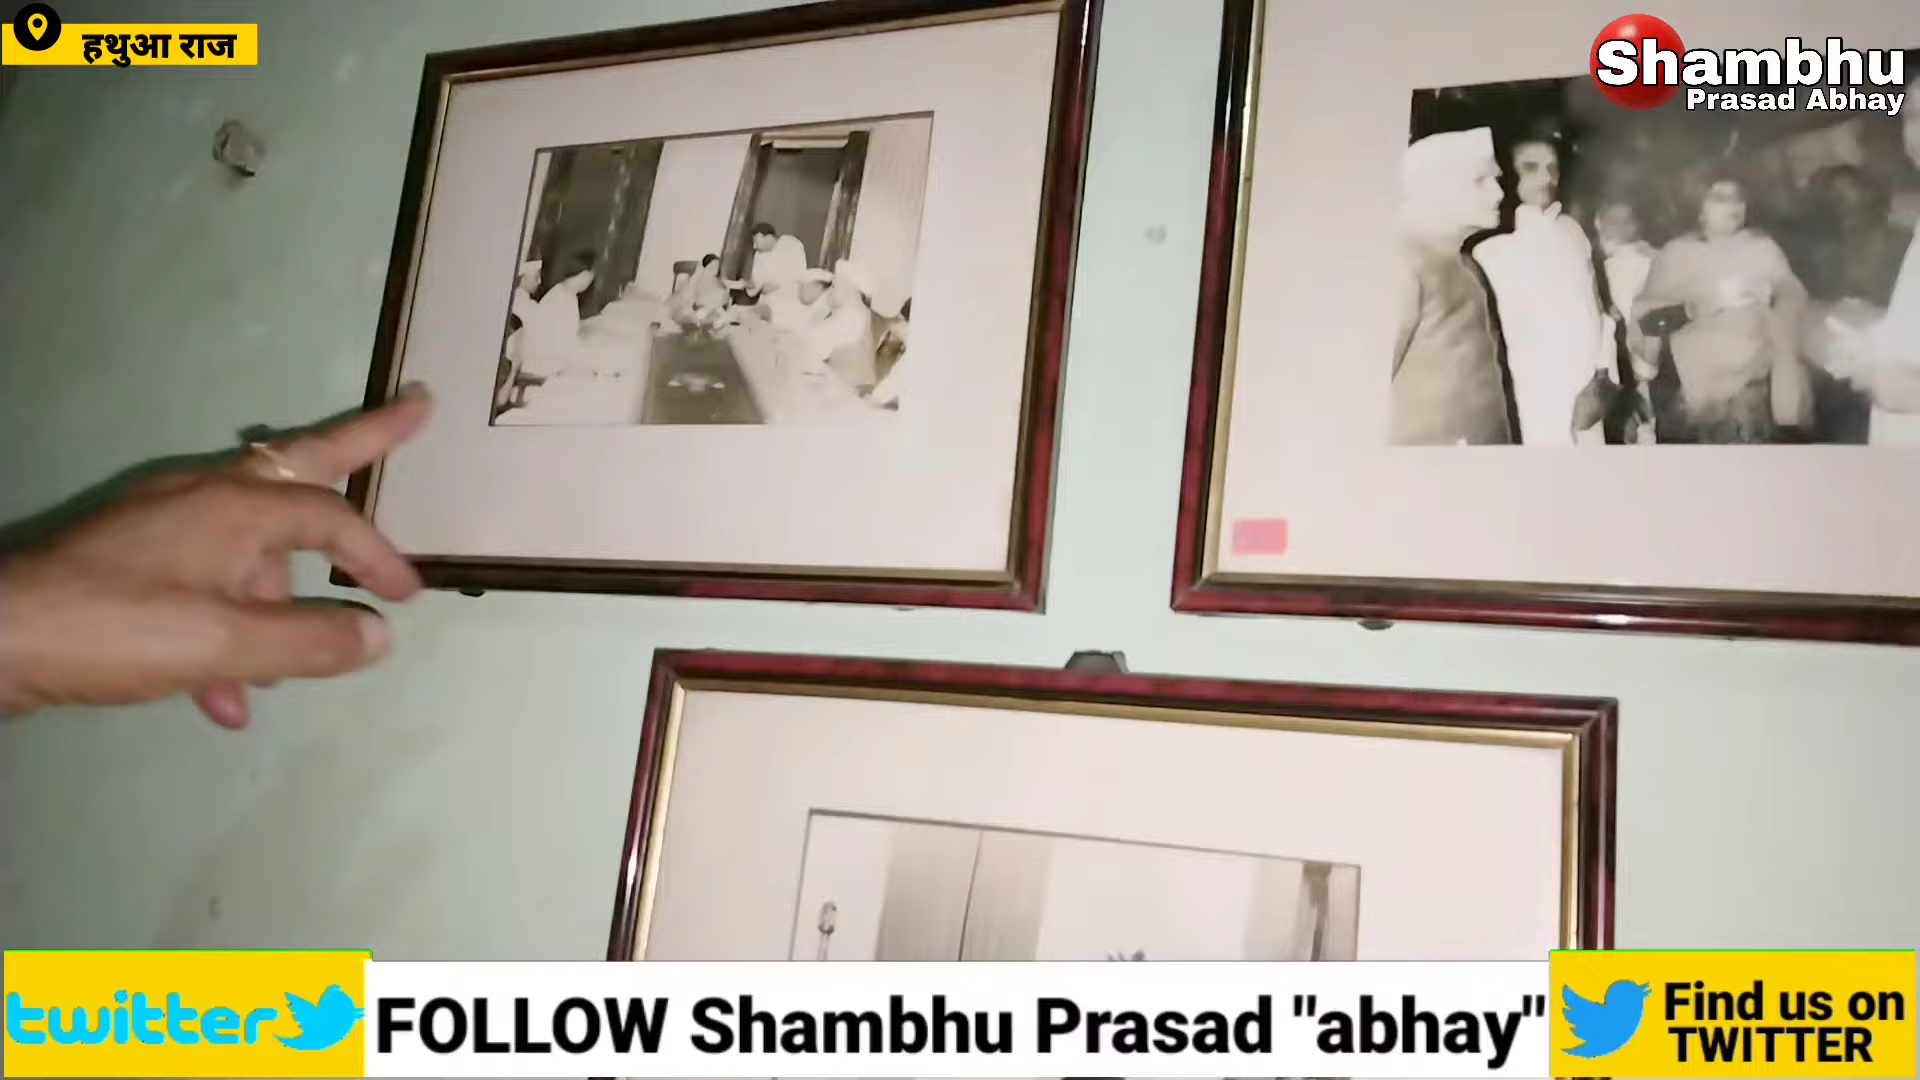 हथुआ राज
Shambhu
Prasad Abhay
twitter
FOLLOW Shambhu Prasad "abhay"
Find us on
TWITTER